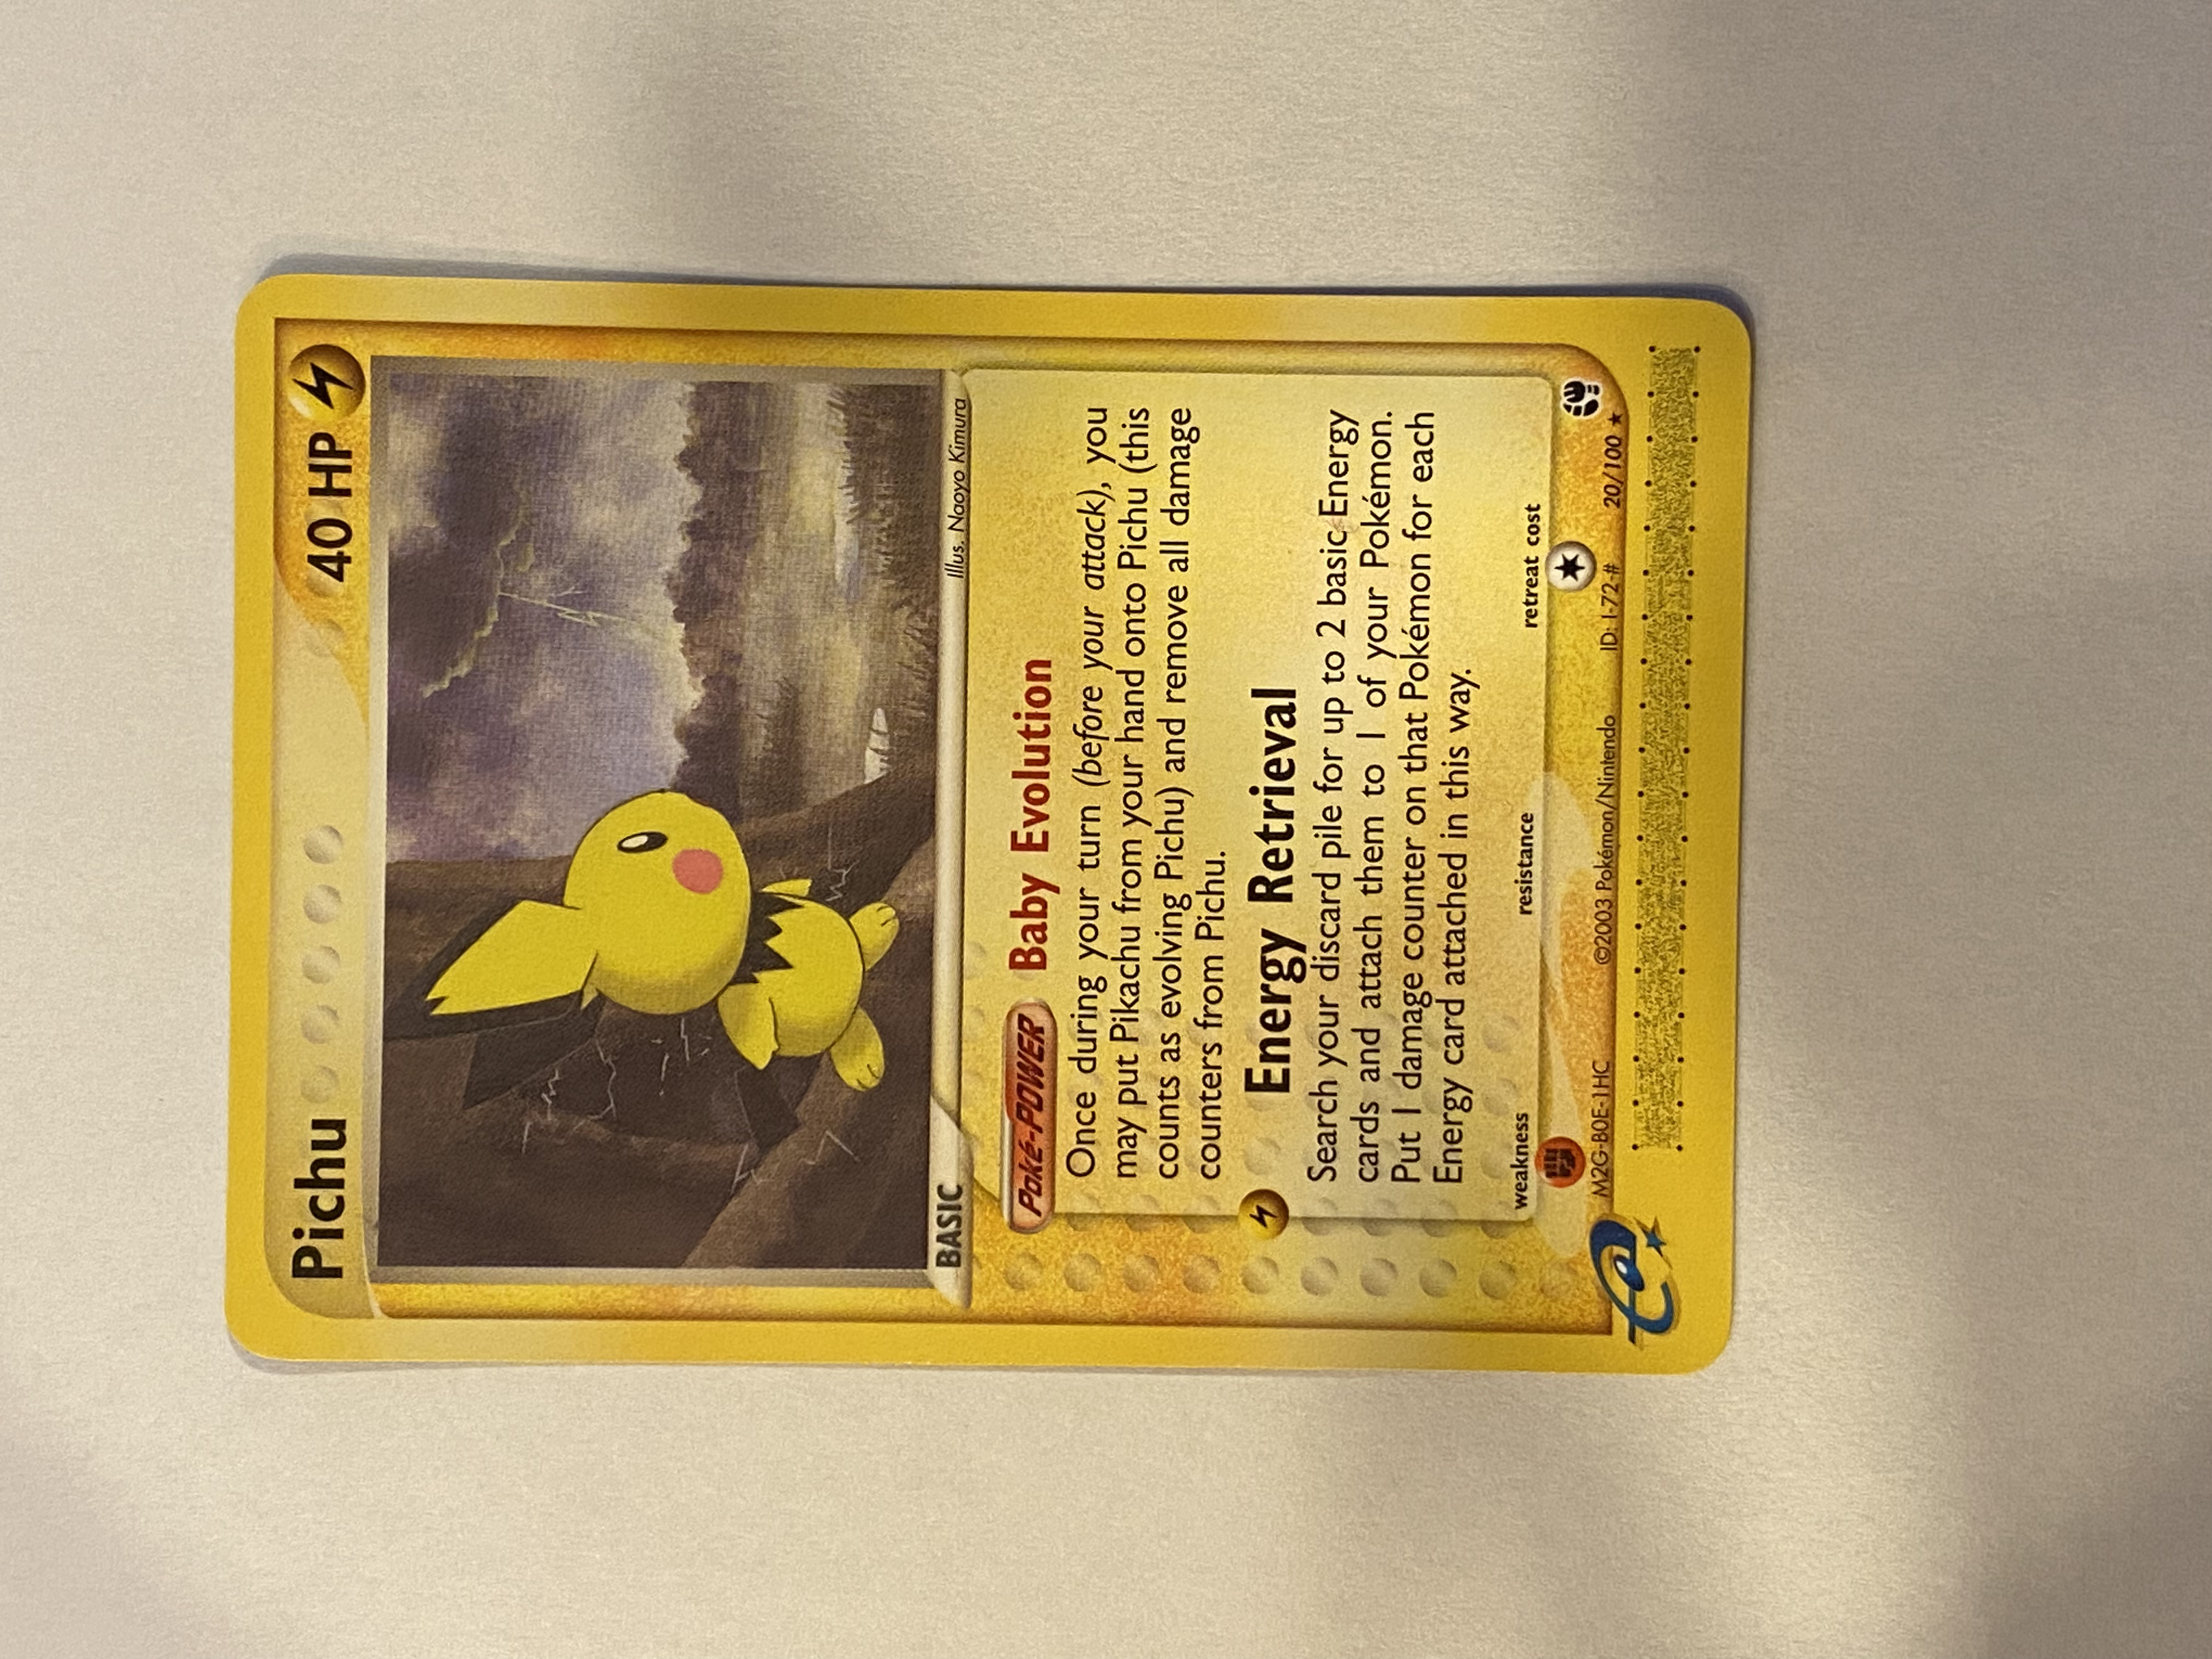 Pichu 40 HP
BASIC
Illus. Naoyo Kimura
Poké-POWER Baby Evolution
Once during your turn (before your attack), you
may put Pikachu from your hand onto Pichu (this
counts as evolving Pichu) and remove all damage
counters from Pichu.
Energy Retrieval
Search your discard pile for up to 2 basic Energy
cards and attach them to 1 of your Pokémon.
Put 1 damage counter on that Pokémon for each
Energy card attached in this way.
weakness resistance retreat cost
M2G-B0E-1HC ©2003 Pokémon/Nintendo ID: I-72-# 20/100 ★
e